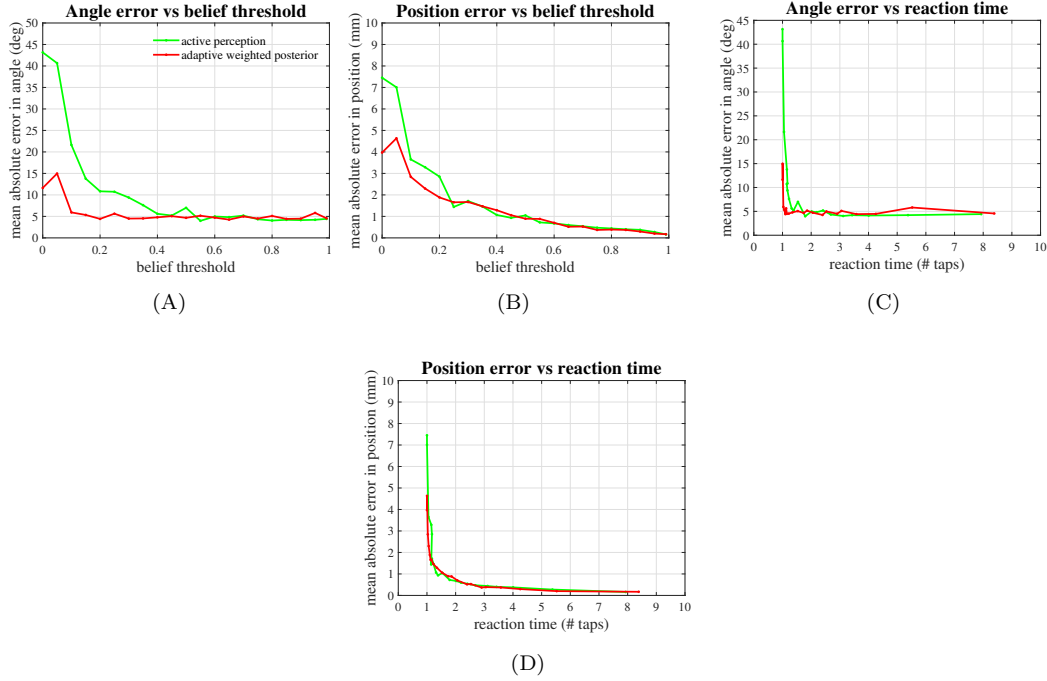 Angle error vs belief threshold
mean absolute error in angle (deg)
50
45
40
35
30
25
20
15
10
5
0
active perception
adaptive weighted posterior
0 0.2 0.4 0.6 0.8 1
belief threshold
(A)
Position error vs belief threshold
mean absolute error in position (mm)
10
9
8
7
6
5
4
3
2
1
0
0 0.2 0.4 0.6 0.8 1
belief threshold
(B)
Angle error vs reaction time
mean absolute error in angle (deg)
45
40
35
30
25
20
15
10
5
0
0 1 2 3 4 5 6 7 8 9 10
reaction time (# taps)
(C)
Position error vs reaction time
mean absolute error in position (mm)
10
9
8
7
6
5
4
3
2
1
0
0 1 2 3 4 5 6 7 8 9 10
reaction time (# taps)
(D)